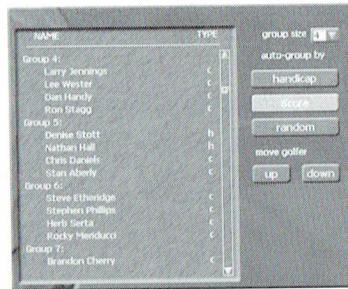 NAME TYPE
Group 4:
Larry Jennings c
Lee Wester c
Dan Handy c
Ron Stagg c
Group 5:
Denise Stott h
Nathan Hall h
Chris Daniels c
Stan Aberly c
Group 6:
Steve Etheridge c
Stephen Phillips c
Herb Serta c
Rocky Menducci c
Group 7:
Brandon Cherry c
group size 4
auto-group by
handicap
score
random
move golfer
up down